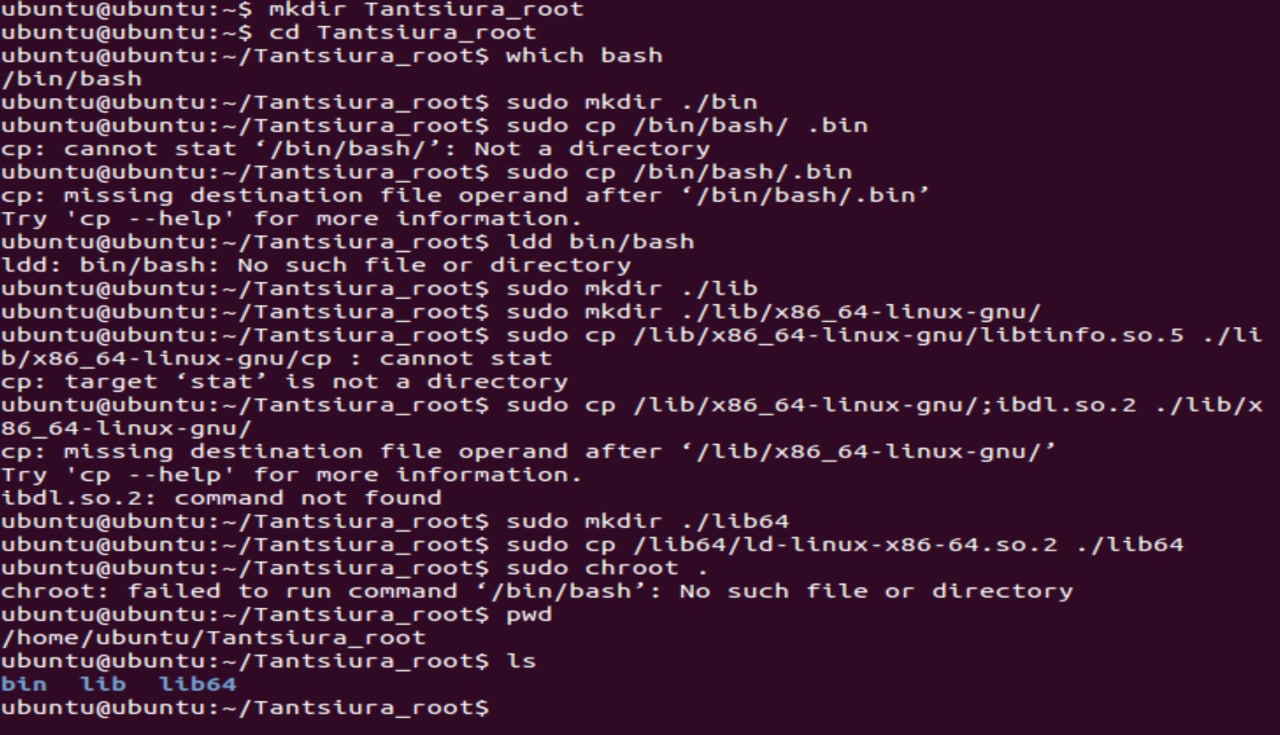 ubuntu@ubuntu:~$ mkdir Tantsiura_root
ubuntu@ubuntu:~$ cd Tantsiura_root
ubuntu@ubuntu:~/Tantsiura_root$ which bash
/bin/bash
ubuntu@ubuntu:~/Tantsiura_root$ sudo mkdir ./bin
ubuntu@ubuntu:~/Tantsiura_root$ sudo cp /bin/bash/ .bin
cp: cannot stat ‘/bin/bash/’: Not a directory
ubuntu@ubuntu:~/Tantsiura_root$ sudo cp /bin/bash/.bin
cp: missing destination file operand after ‘/bin/bash/.bin’
Try 'cp --help' for more information.
ubuntu@ubuntu:~/Tantsiura_root$ ldd bin/bash
ldd: bin/bash: No such file or directory
ubuntu@ubuntu:~/Tantsiura_root$ sudo mkdir ./lib
ubuntu@ubuntu:~/Tantsiura_root$ sudo mkdir ./lib/x86_64-linux-gnu/
ubuntu@ubuntu:~/Tantsiura_root$ sudo cp /lib/x86_64-linux-gnu/libtinfo.so.5 ./li
b/x86_64-linux-gnu/cp : cannot stat
cp: target ‘stat’ is not a directory
ubuntu@ubuntu:~/Tantsiura_root$ sudo cp /lib/x86_64-linux-gnu/;ibdl.so.2 ./lib/x
86_64-linux-gnu/
cp: missing destination file operand after ‘/lib/x86_64-linux-gnu/’
Try 'cp --help' for more information.
ibdl.so.2: command not found
ubuntu@ubuntu:~/Tantsiura_root$ sudo mkdir ./lib64
ubuntu@ubuntu:~/Tantsiura_root$ sudo cp /lib64/ld-linux-x86-64.so.2 ./lib64
ubuntu@ubuntu:~/Tantsiura_root$ sudo chroot .
chroot: failed to run command ‘/bin/bash’: No such file or directory
ubuntu@ubuntu:~/Tantsiura_root$ pwd
/home/ubuntu/Tantsiura_root
ubuntu@ubuntu:~/Tantsiura_root$ ls
bin  lib  lib64
ubuntu@ubuntu:~/Tantsiura_root$